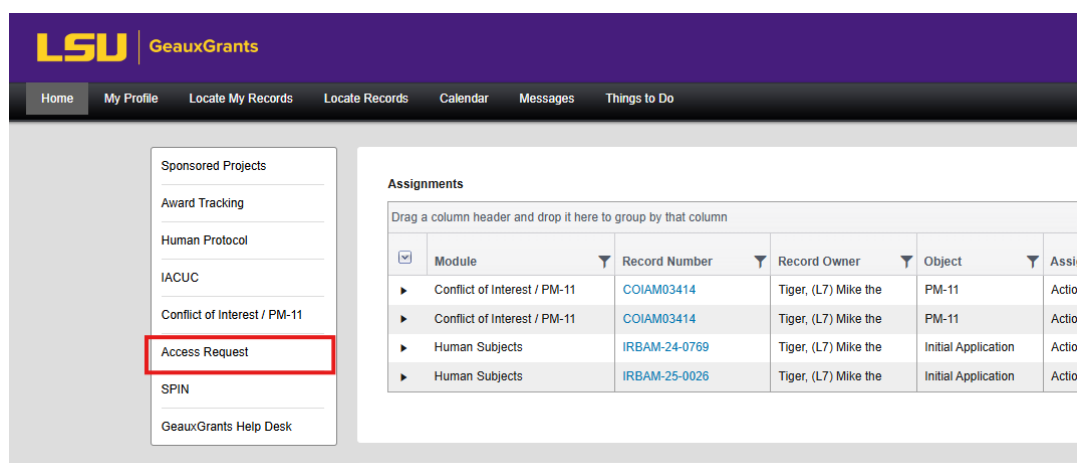 LSU GeauxGrants
Home My Profile Locate My Records Locate Records Calendar Messages Things to Do
Sponsored Projects
Award Tracking
Human Protocol
IACUC
Conflict of Interest / PM-11
Access Request
SPIN
GeauxGrants Help Desk
Assignments
Drag a column header and drop it here to group by that column
Module Record Number Record Owner Object Assi
Conflict of Interest / PM-11 COIAM03414 Tiger, (L7) Mike the PM-11 Actio
Conflict of Interest / PM-11 COIAM03414 Tiger, (L7) Mike the PM-11 Actio
Human Subjects IRBAM-24-0769 Tiger, (L7) Mike the Initial Application Actio
Human Subjects IRBAM-25-0026 Tiger, (L7) Mike the Initial Application Actio